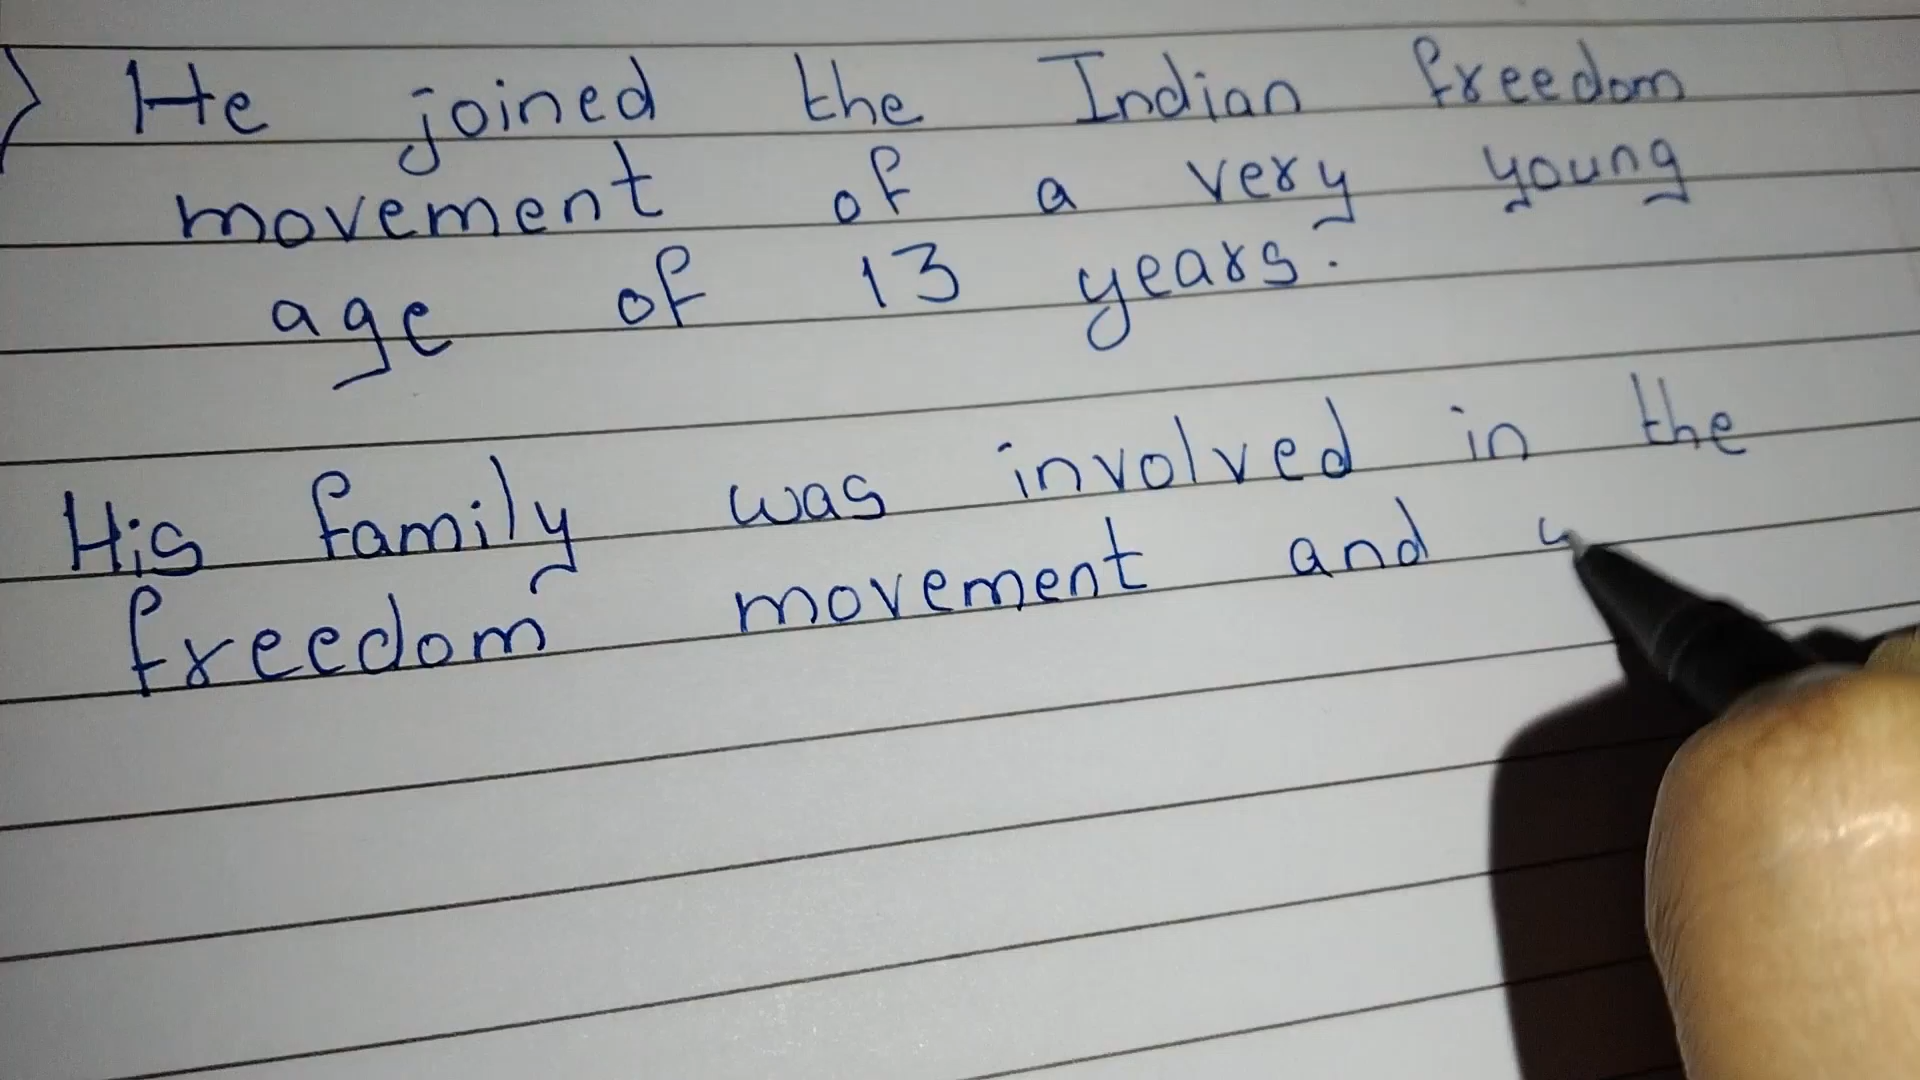 He joined the Indian freedom
movement of a very young
age of 13 years.
His family was involved in the
freedom movement and